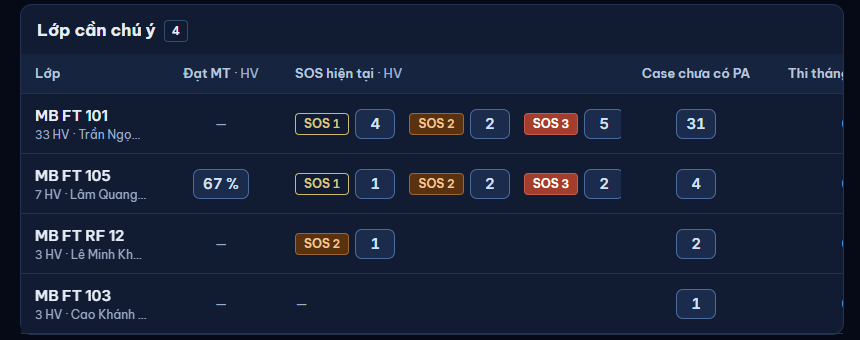 Lớp cần chú ý 4
Lớp Đạt MT · HV SOS hiện tại · HV Case chưa có PA Thi thán
MB FT 101
33 HV · Trần Ngọ... — SOS 1 4 SOS 2 2 SOS 3 5 31
MB FT 105
7 HV · Lâm Quang... 67 % SOS 1 1 SOS 2 2 SOS 3 2 4
MB FT RF 12
3 HV · Lê Minh Kh... — SOS 2 1 2
MB FT 103
3 HV · Cao Khánh ... — — 1